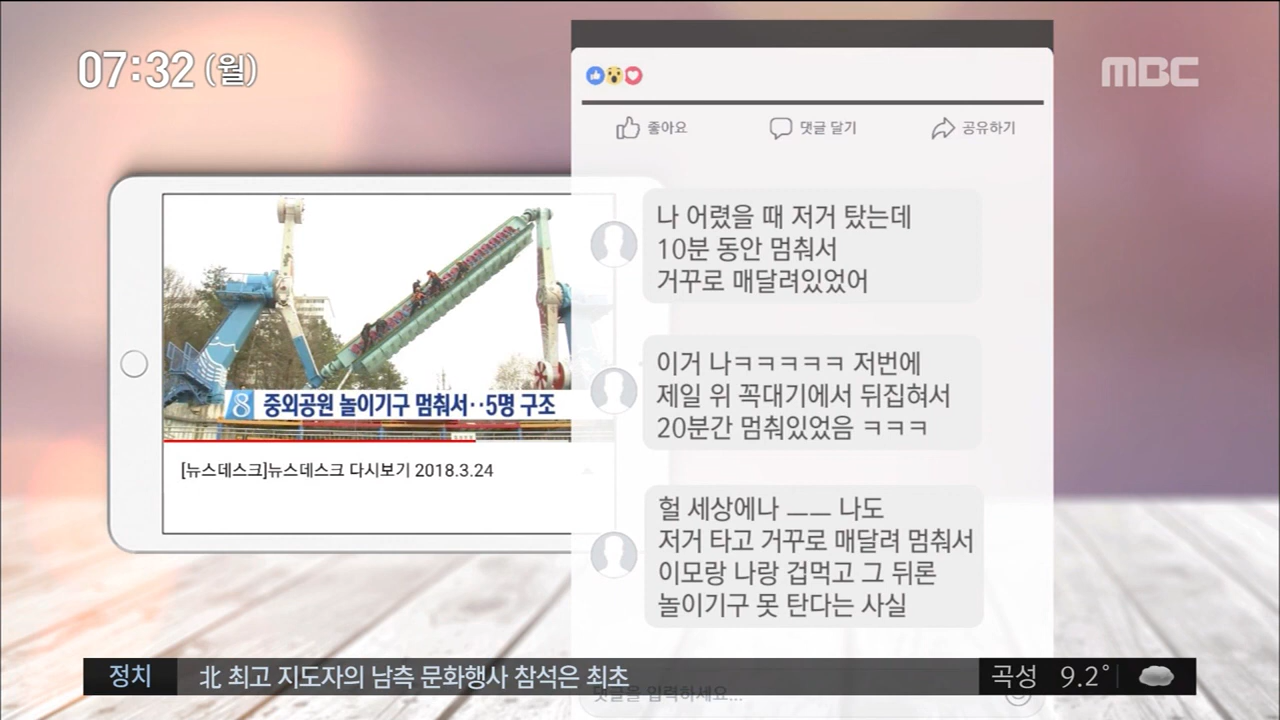 07:32 (월)
MBC
좋아요
댓글 달기
공유하기
나 어렸을 때 저거 탔는데
10분 동안 멈춰서
거꾸로 매달려있었어
이거 나ㅋㅋㅋㅋㅋ 저번에
제일 위 꼭대기에서 뒤집혀서
20분간 멈춰있었음 ㅋㅋㅋ
헐 세상에나 ㅡㅡ 나도
저거 타고 거꾸로 매달려 멈춰서
이모랑 나랑 겁먹고 그 뒤론
놀이기구 못 탄다는 사실
8 중외공원 놀이기구 멈춰서‥5명 구조
[뉴스데스크]뉴스데스크 다시보기 2018.3.24
정치
北 최고 지도자의 남측 문화행사 참석은 최초
곡성 9.2°
댓글을 입력하세요...